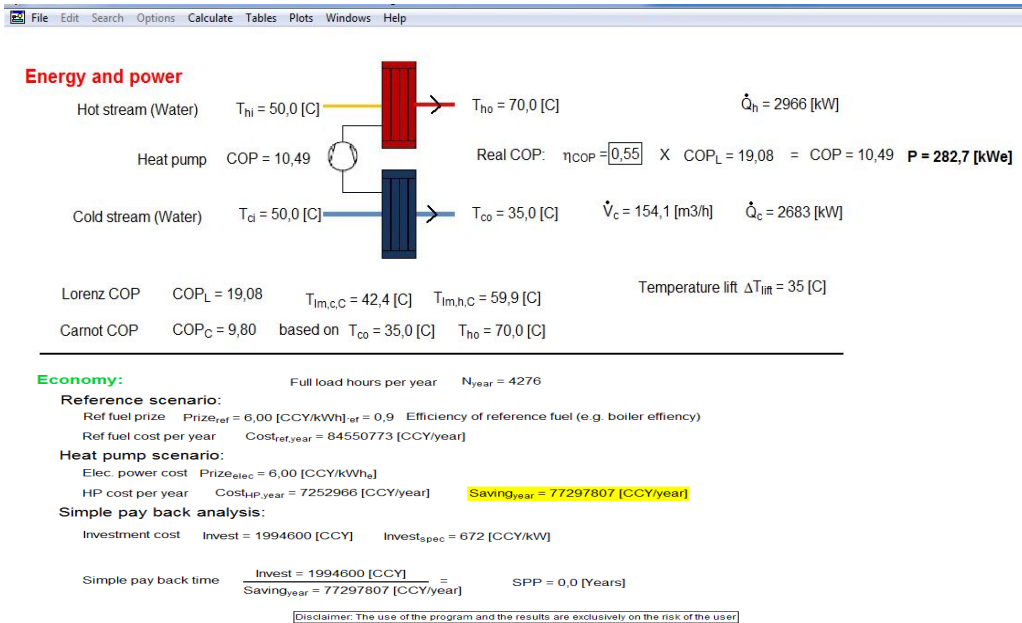 File Edit Search Options Calculate Tables Plots Windows Help
Energy and power
Hot stream (Water) Thi = 50,0 [C] Tho = 70,0 [C] Q̇h = 2966 [kW]
Heat pump COP = 10,49 Real COP: ηCOP = 0,55 X COPL = 19,08 = COP = 10,49 P = 282,7 [kWe]
Cold stream (Water) Tci = 50,0 [C] Tco = 35,0 [C] V̇c = 154,1 [m3/h] Q̇c = 2683 [kW]
Lorenz COP COPL = 19,08 Tlm,c,C = 42,4 [C] Tlm,h,C = 59,9 [C] Temperature lift ΔTlift = 35 [C]
Carnot COP COPC = 9,80 based on Tco = 35,0 [C] Tho = 70,0 [C]
Economy: Full load hours per year Nyear = 4276
Reference scenario:
Ref fuel prize Prizeref = 6,00 [CCY/kWh] ref = 0,9 Efficiency of reference fuel (e.g. boiler effiency)
Ref fuel cost per year Costref,year = 84550773 [CCY/year]
Heat pump scenario:
Elec. power cost Prizeelec = 6,00 [CCY/kWhe]
HP cost per year CostHP,year = 7252966 [CCY/year] Savingyear = 77297807 [CCY/year]
Simple pay back analysis:
Investment cost Invest = 1994600 [CCY] Investspec = 672 [CCY/kW]
Invest = 1994600 [CCY]
Simple pay back time = SPP = 0,0 [Years]
Savingyear = 77297807 [CCY/year]
Disclaimer: The use of the program and the results are exclusively on the risk of the user